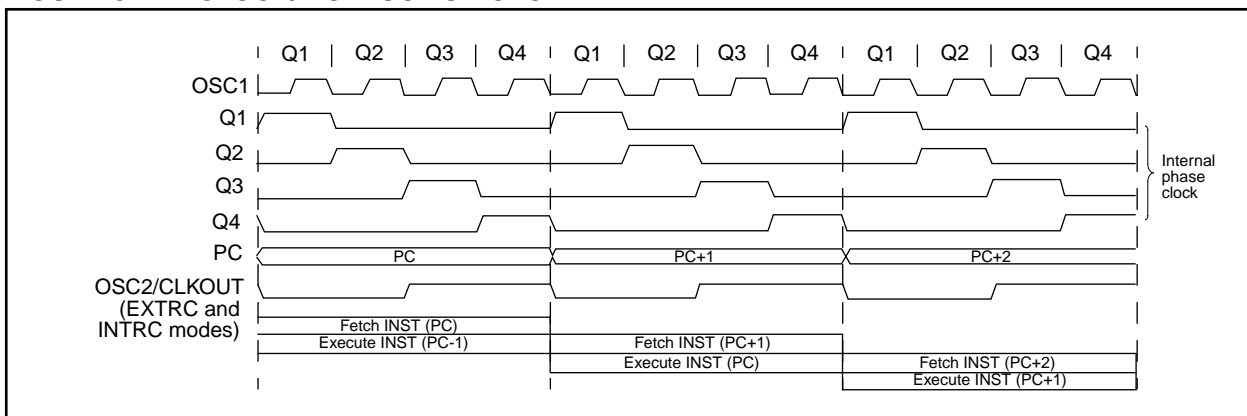 Q1 | Q2 | Q3 | Q4 | Q1 | Q2 | Q3 | Q4 | Q1 | Q2 | Q3 | Q4
OSC1
Q1
Q2
Q3
Q4
Internal
phase
clock
PC
PC
PC+1
PC+2
OSC2/CLKOUT
(EXTRC and
INTRC modes)
Fetch INST (PC)
Execute INST (PC-1)
Fetch INST (PC+1)
Execute INST (PC)
Fetch INST (PC+2)
Execute INST (PC+1)